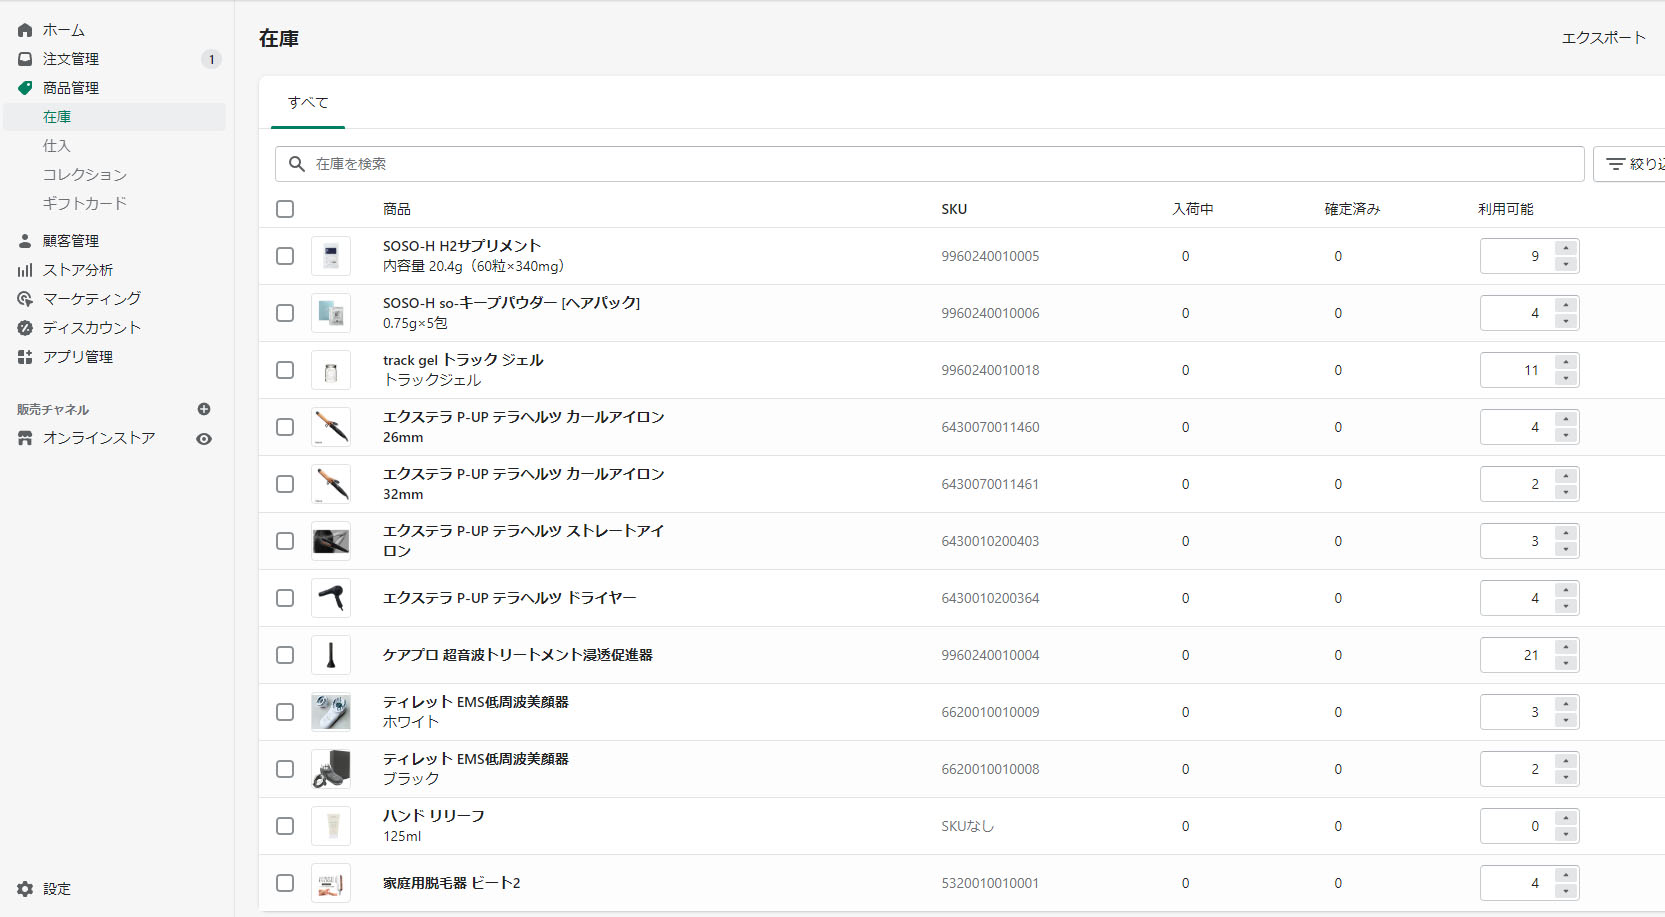 ホーム
注文管理
1
商品管理
在庫
仕入
コレクション
ギフトカード
顧客管理
ストア分析
マーケティング
ディスカウント
アプリ管理
販売チャネル
オンラインストア
設定
在庫
エクスポート
すべて
在庫を検索
絞り込
商品 SKU 入荷中 確定済み 利用可能
SOSO-H H2サプリメント
内容量 20.4g（60粒×340mg）
9960240010005 0 0 9
SOSO-H so-キープパウダー [ヘアパック]
0.75g×5包
9960240010006 0 0 4
track gel トラック ジェル
トラックジェル
9960240010018 0 0 11
エクステラ P-UP テラヘルツ カールアイロン
26mm
6430070011460 0 0 4
エクステラ P-UP テラヘルツ カールアイロン
32mm
6430070011461 0 0 2
エクステラ P-UP テラヘルツ ストレートアイ
ロン
6430010200403 0 0 3
エクステラ P-UP テラヘルツ ドライヤー
6430010200364 0 0 4
ケアプロ 超音波トリートメント浸透促進器
9960240010004 0 0 21
ティレット EMS低周波美顔器
ホワイト
6620010010009 0 0 3
ティレット EMS低周波美顔器
ブラック
6620010010008 0 0 2
ハンド リリーフ
125ml
SKUなし 0 0 0
家庭用脱毛器 ビート2
5320010010001 0 0 4